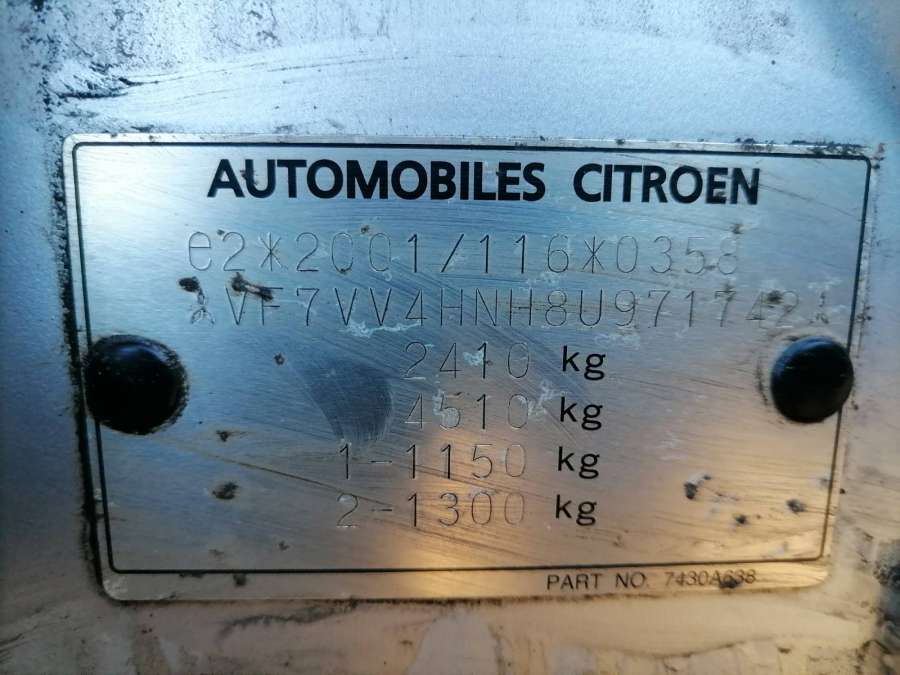 AUTOMOBILES CITROEN
e2*2001/116*0358
*VF7VV4HNH8U971742*
2410 kg
4510 kg
1-1150 kg
2-1300 kg
PART NO. 7430A638